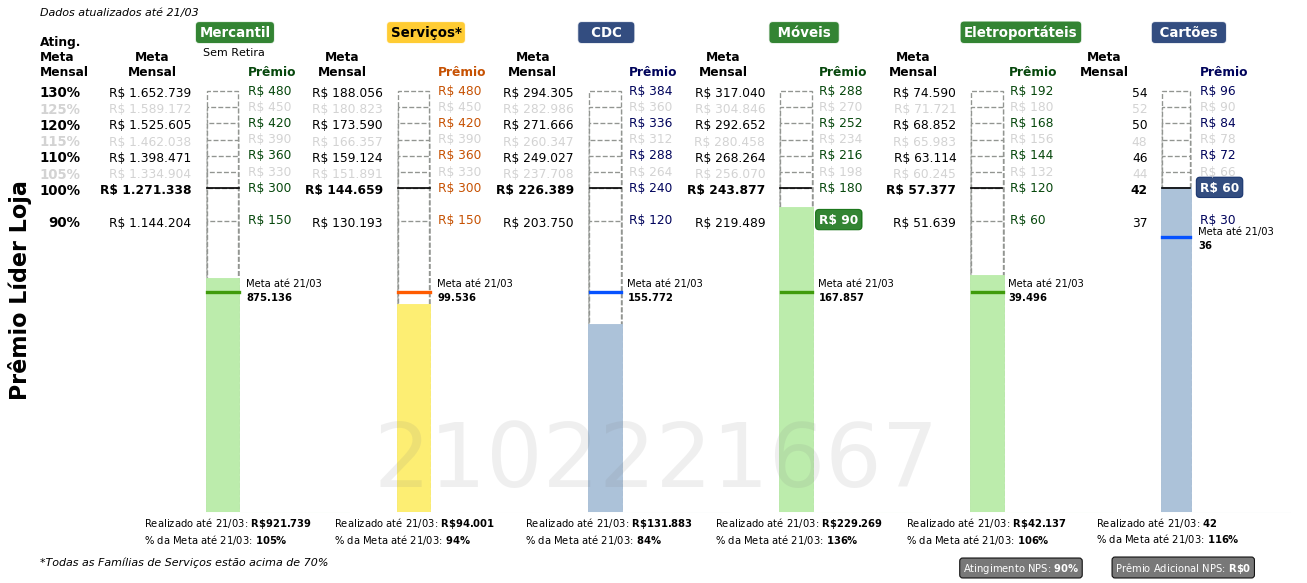 Dados atualizados até 21/03
Mercantil Serviços* CDC Móveis Eletroportáteis Cartões
Sem Retira
Ating. Meta Mensal Meta Mensal Prêmio Meta Mensal Prêmio Meta Mensal Prêmio Meta Mensal Prêmio Meta Mensal Prêmio Meta Mensal Prêmio
130% R$ 1.652.739 R$ 480 R$ 188.056 R$ 480 R$ 294.305 R$ 384 R$ 317.040 R$ 288 R$ 74.590 R$ 192 54 R$ 96
125% R$ 1.589.172 R$ 450 R$ 180.823 R$ 450 R$ 282.986 R$ 360 R$ 304.846 R$ 270 R$ 71.721 R$ 180 52 R$ 90
120% R$ 1.525.605 R$ 420 R$ 173.590 R$ 420 R$ 271.666 R$ 336 R$ 292.652 R$ 252 R$ 68.852 R$ 168 50 R$ 84
115% R$ 1.462.038 R$ 390 R$ 166.357 R$ 390 R$ 260.347 R$ 312 R$ 280.458 R$ 234 R$ 65.983 R$ 156 48 R$ 78
110% R$ 1.398.471 R$ 360 R$ 159.124 R$ 360 R$ 249.027 R$ 288 R$ 268.264 R$ 216 R$ 63.114 R$ 144 46 R$ 72
105% R$ 1.334.904 R$ 330 R$ 151.891 R$ 330 R$ 237.708 R$ 264 R$ 256.070 R$ 198 R$ 60.245 R$ 132 44 R$ 66
100% R$ 1.271.338 R$ 300 R$ 144.659 R$ 300 R$ 226.389 R$ 240 R$ 243.877 R$ 180 R$ 57.377 R$ 120 42 R$ 60
90% R$ 1.144.204 R$ 150 R$ 130.193 R$ 150 R$ 203.750 R$ 120 R$ 219.489 R$ 90 R$ 51.639 R$ 60 37 R$ 30
Meta até 21/03
36
Meta até 21/03 Meta até 21/03 Meta até 21/03 Meta até 21/03 Meta até 21/03
875.136 99.536 155.772 167.857 39.496
Prêmio Líder Loja
2102221667
Realizado até 21/03: R$921.739 Realizado até 21/03: R$94.001 Realizado até 21/03: R$131.883 Realizado até 21/03: R$229.269 Realizado até 21/03: R$42.137 Realizado até 21/03: 42
% da Meta até 21/03: 105% % da Meta até 21/03: 94% % da Meta até 21/03: 84% % da Meta até 21/03: 136% % da Meta até 21/03: 106% % da Meta até 21/03: 116%
*Todas as Famílias de Serviços estão acima de 70%
Atingimento NPS: 90% Prêmio Adicional NPS: R$0